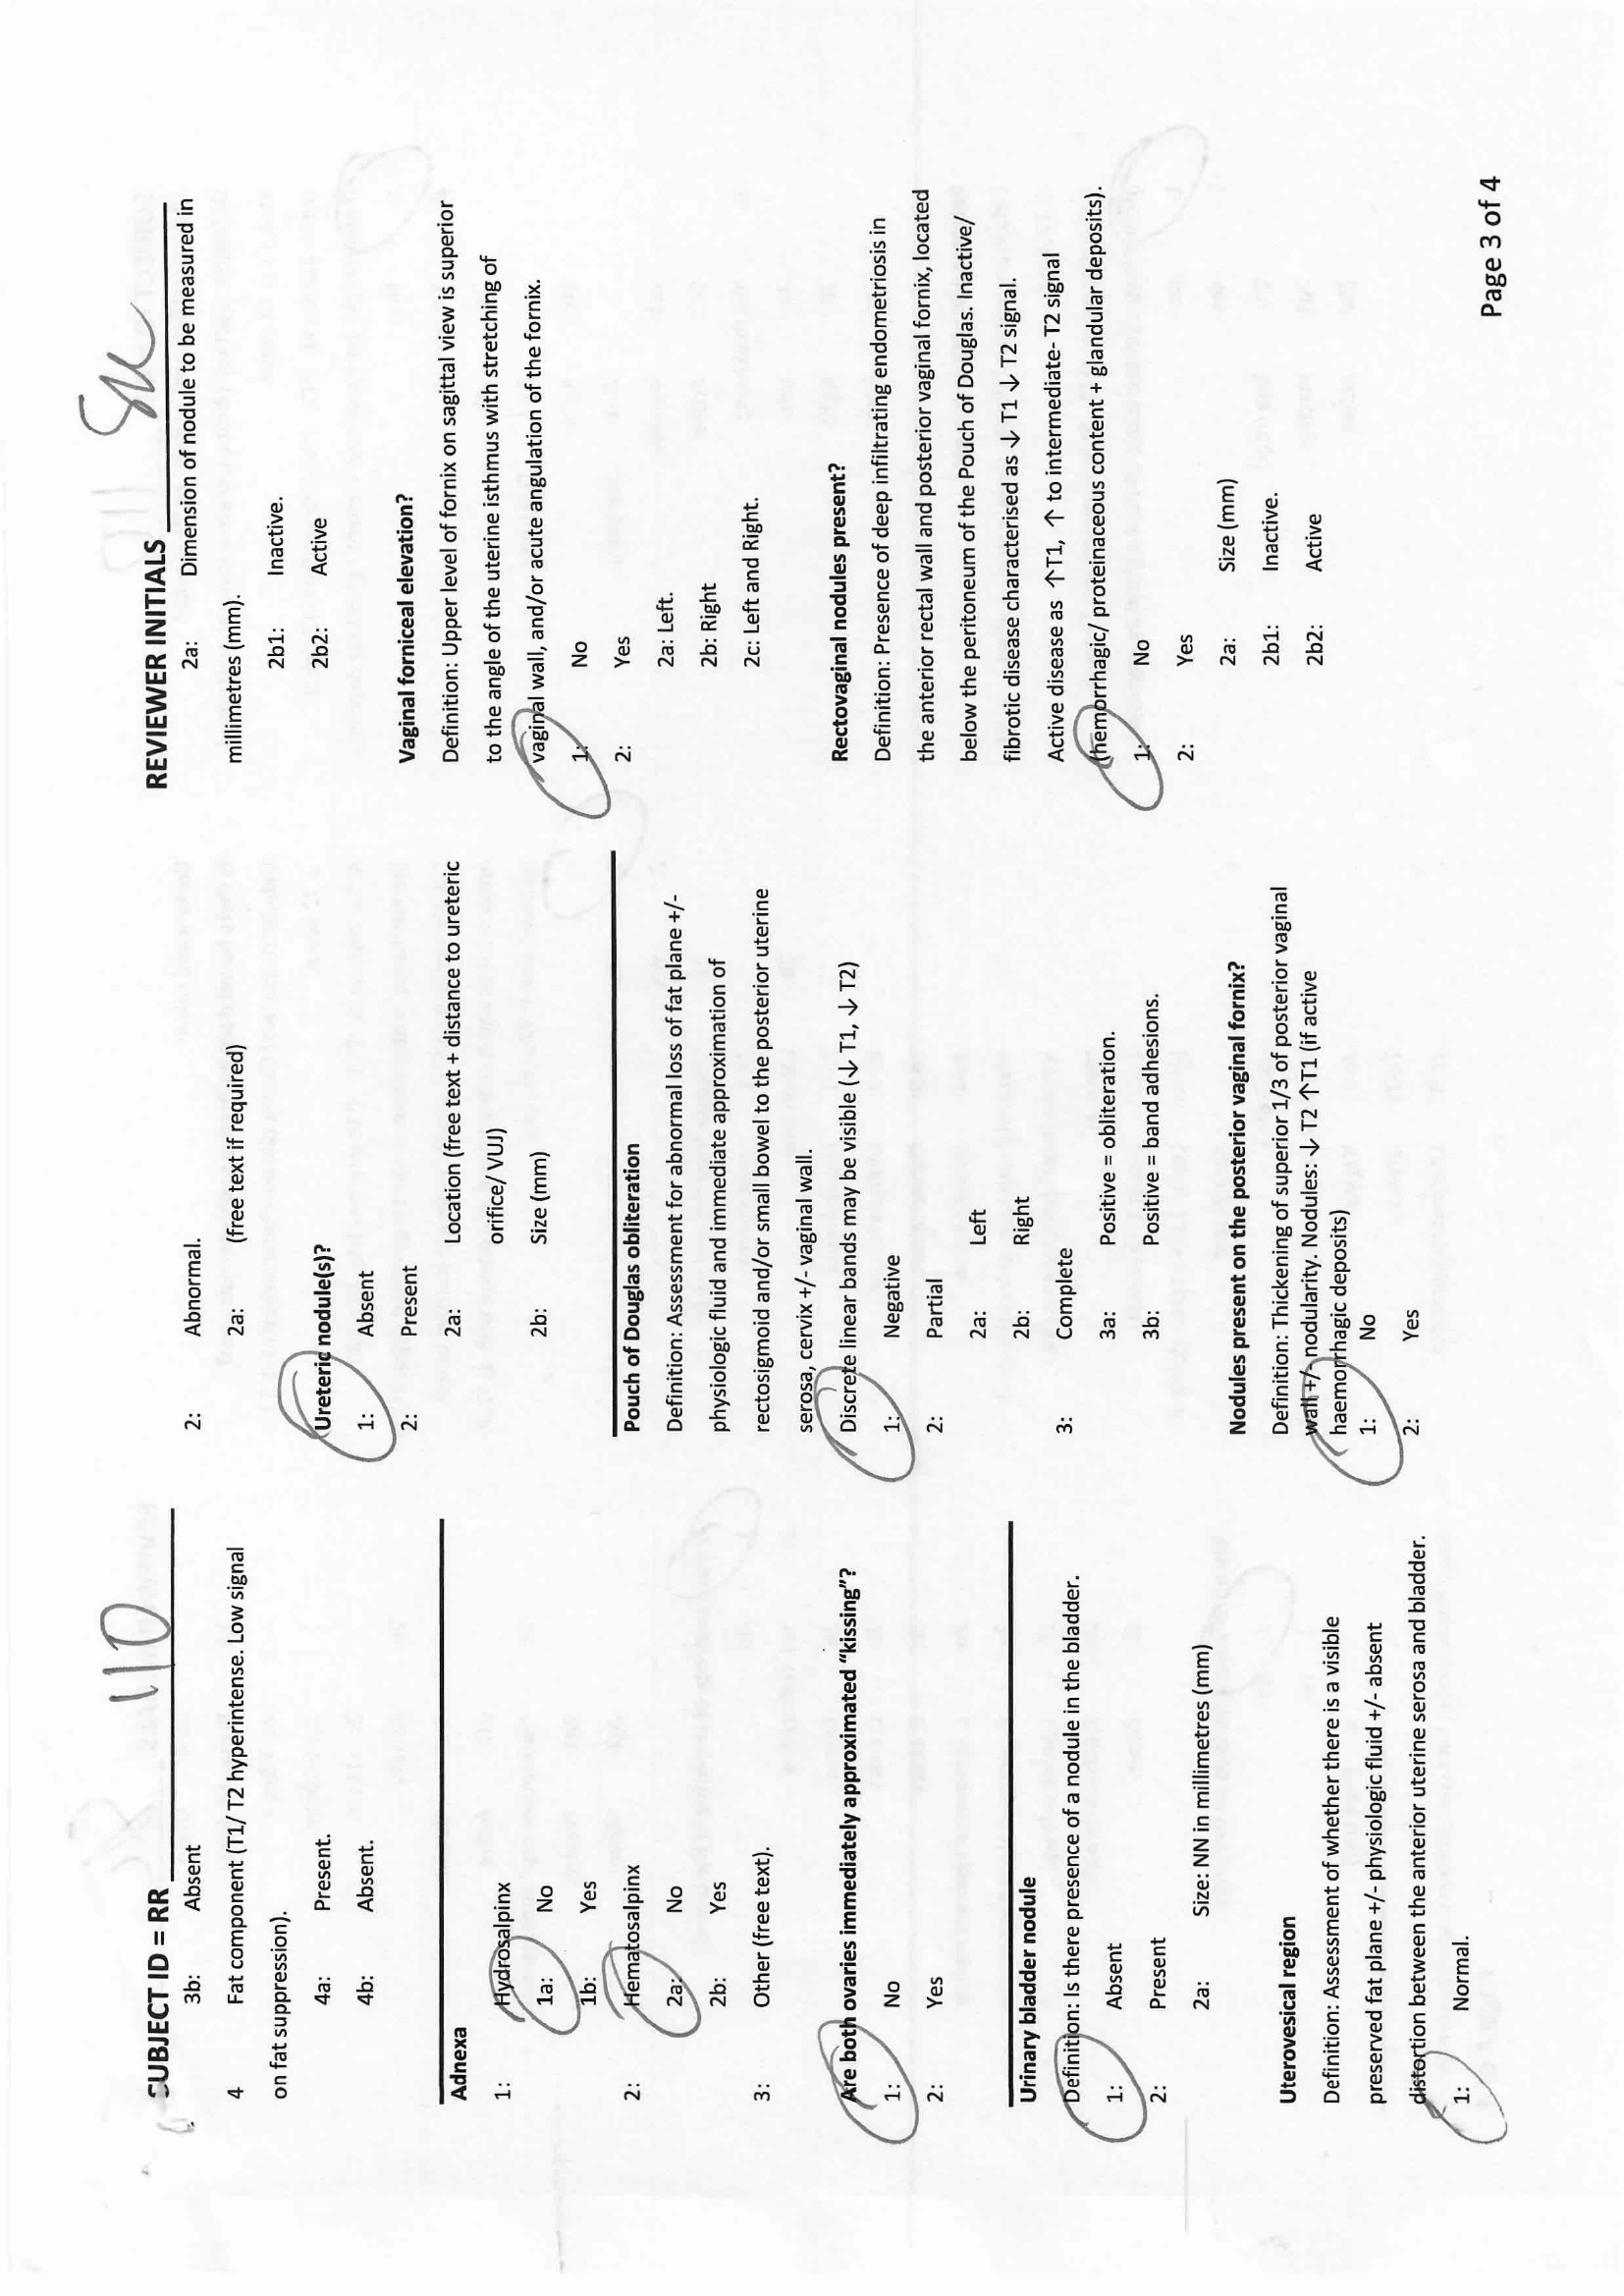 SUBJECT ID = RR 110
3b: Absent
4 Fat component (T1/ T2 hyperintense. Low signal
on fat suppression).
4a: Present.
4b: Absent.
Adnexa
1: Hydrosalpinx
1a: No
1b: Yes
2: Hematosalpinx
2a: No
2b: Yes
3: Other (free text).
Are both ovaries immediately approximated "kissing"?
1: No
2: Yes
Urinary bladder nodule
Definition: Is there presence of a nodule in the bladder.
1: Absent
2: Present
2a: Size: NN in millimetres (mm)
Uterovesical region
Definition: Assessment of whether there is a visible
preserved fat plane +/- physiologic fluid +/- absent
distortion between the anterior uterine serosa and bladder.
1: Normal.
2: Abnormal.
2a: (free text if required)
Ureteric nodule(s)?
1: Absent
2: Present
2a: Location (free text + distance to ureteric
orifice/ VUJ)
2b: Size (mm)
Pouch of Douglas obliteration
Definition: Assessment for abnormal loss of fat plane +/-
physiologic fluid and immediate approximation of
rectosigmoid and/or small bowel to the posterior uterine
serosa, cervix +/- vaginal wall.
Discrete linear bands may be visible (↓ T1, ↓ T2)
1: Negative
2: Partial
2a: Left
2b: Right
3: Complete
3a: Positive = obliteration.
3b: Positive = band adhesions.
Nodules present on the posterior vaginal fornix?
Definition: Thickening of superior 1/3 of posterior vaginal
wall +/- nodularity. Nodules: ↓ T2 ↑T1 (if active
haemorrhagic deposits)
1: No
2: Yes
REVIEWER INITIALS
2a: Dimension of nodule to be measured in
millimetres (mm).
2b1: Inactive.
2b2: Active
Vaginal forniceal elevation?
Definition: Upper level of fornix on sagittal view is superior
to the angle of the uterine isthmus with stretching of
vaginal wall, and/or acute angulation of the fornix.
1: No
2: Yes
2a: Left.
2b: Right
2c: Left and Right.
Rectovaginal nodules present?
Definition: Presence of deep infiltrating endometriosis in
the anterior rectal wall and posterior vaginal fornix, located
below the peritoneum of the Pouch of Douglas. Inactive/
fibrotic disease characterised as ↓ T1 ↓ T2 signal.
Active disease as ↑T1, ↑ to intermediate- T2 signal
(hemorrhagic/ proteinaceous content + glandular deposits).
1: No
2: Yes
2a: Size (mm)
2b1: Inactive.
2b2: Active
Page 3 of 4